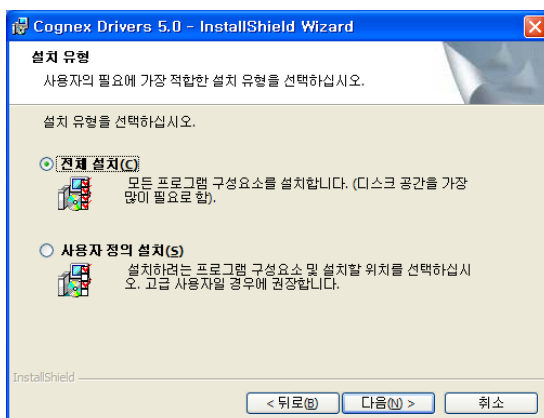 Cognex Drivers 5.0 - InstallShield Wizard
설치 유형
사용자의 필요에 가장 적합한 설치 유형을 선택하십시오.
설치 유형을 선택하십시오.
전체 설치(C)
모든 프로그램 구성요소를 설치합니다. (디스크 공간을 가장
많이 필요로 함).
사용자 정의 설치(S)
설치하려는 프로그램 구성요소 및 설치할 위치를 선택하십시
오. 고급 사용자일 경우에 권장합니다.
InstallShield
< 뒤로(B) 다음(N) > 취소